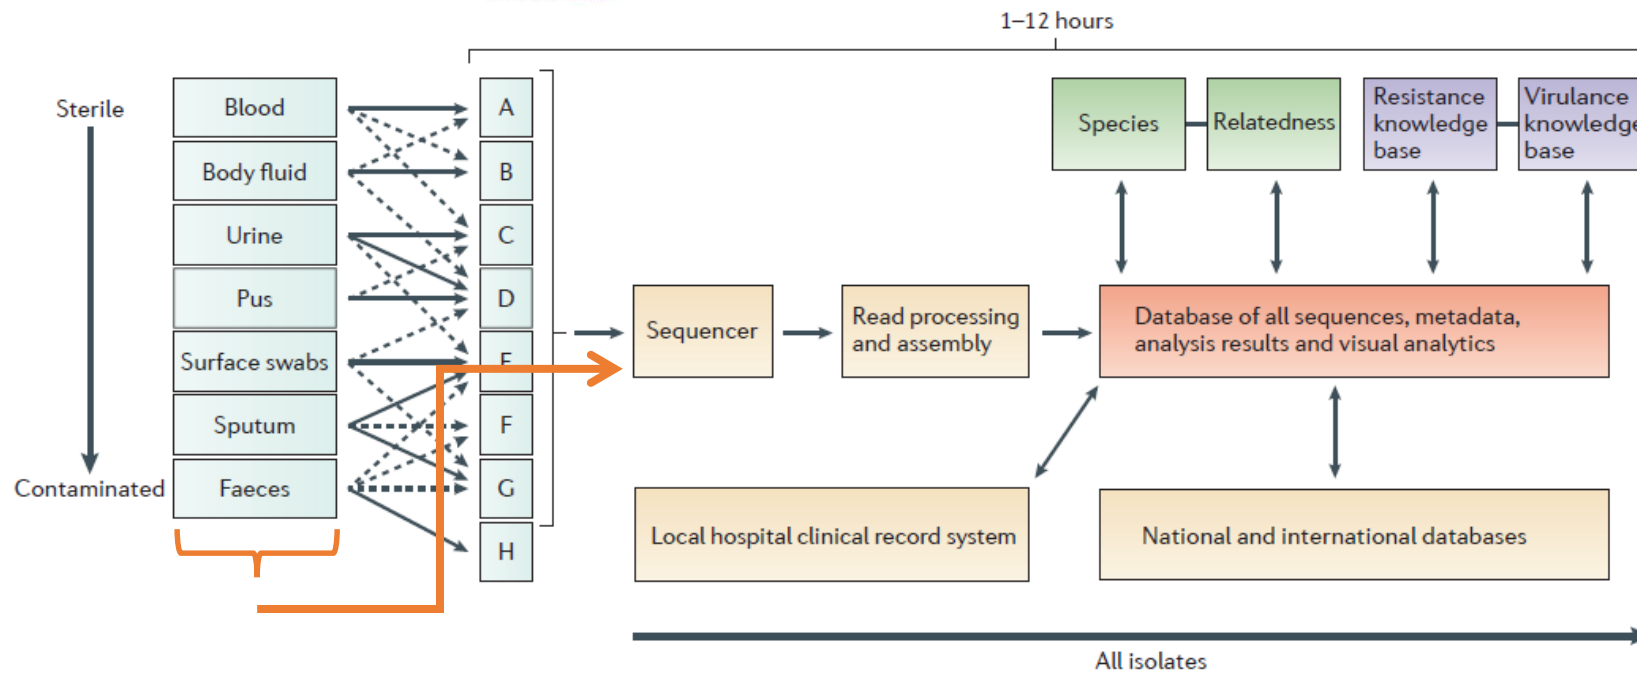 1–12 hours
Sterile
Contaminated
Blood
Body fluid
Urine
Pus
Surface swabs
Sputum
Faeces
A
B
C
D
E
F
G
H
Sequencer
Read processing
and assembly
Species
Relatedness
Resistance
knowledge
base
Virulance
knowledge
base
Database of all sequences, metadata,
analysis results and visual analytics
Local hospital clinical record system
National and international databases
All isolates